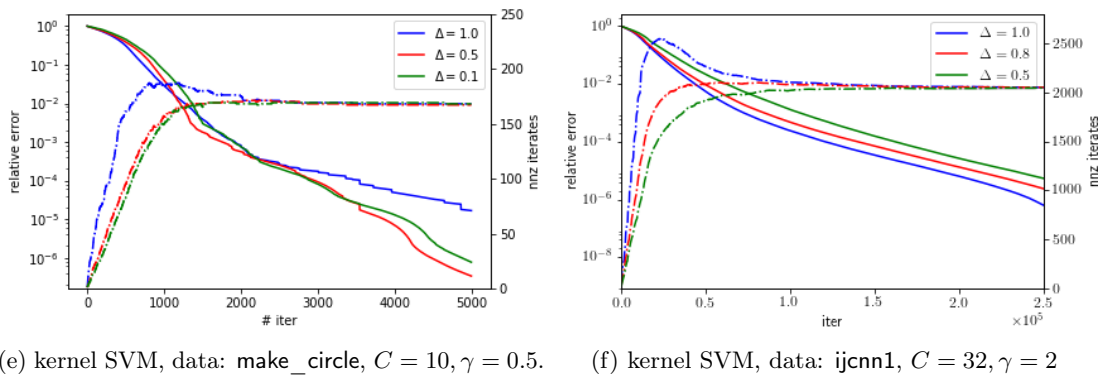 10⁰
10⁻¹
10⁻²
10⁻³
10⁻⁴
10⁻⁵
10⁻⁶
relative error
0
1000
2000
3000
4000
5000
# iter
250
200
150
100
50
0
nnz iterates
Δ = 1.0
Δ = 0.5
Δ = 0.1
10⁰
10⁻²
10⁻⁴
10⁻⁶
10⁻⁸
relative error
0.0
0.5
1.0
1.5
2.0
2.5
×10⁵
iter
2500
2000
1500
1000
500
0
nnz iterates
Δ = 1.0
Δ = 0.8
Δ = 0.5
(e) kernel SVM, data: make_circle, C = 10, γ = 0.5.
(f) kernel SVM, data: ijcnn1, C = 32, γ = 2